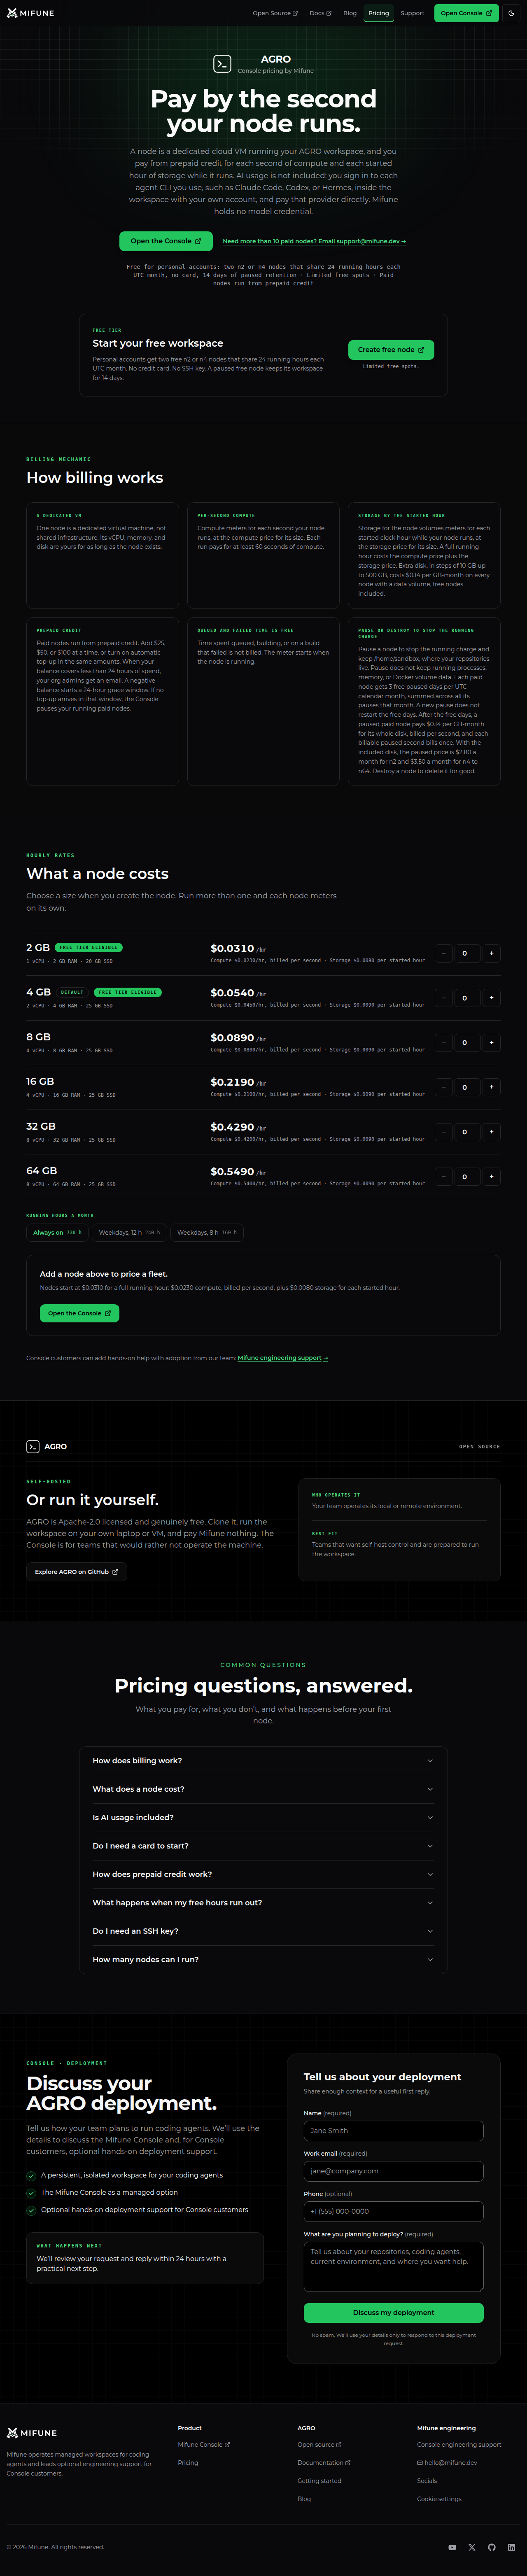 MIFUNE
Open Source
Docs
Blog
Pricing
Support
Open Console
AGRO
Console pricing by Mifune
Pay by the second
your node runs.
A node is a dedicated cloud VM running your AGRO workspace, and you
pay from prepaid credit for each second of compute and each started
hour of storage while it runs. AI usage is not included: you sign in to each
agent CLI you use, such as Claude Code, Codex, or Hermes, inside the
workspace with your own account, and pay that provider directly. Mifune
holds no model credential.
Open the Console
Need more than 10 paid nodes? Email support@mifune.dev →
Free for personal accounts: two n2 or n4 nodes that share 24 running hours each
UTC month, no card, 14 days of paused retention · Limited free spots · Paid
nodes run from prepaid credit
FREE TIER
Start your free workspace
Personal accounts get two free n2 or n4 nodes that share 24 running hours each
UTC month. No credit card. No SSH key. A paused free node keeps its workspace
for 14 days.
Create free node
Limited free spots.
BILLING MECHANIC
How billing works
A DEDICATED VM
One node is a dedicated virtual machine, not
shared infrastructure. Its vCPU, memory, and
disk are yours for as long as the node exists.
PER-SECOND COMPUTE
Compute meters for each second your node
runs, at the compute price for its size. Each
run pays for at least 60 seconds of compute.
STORAGE BY THE STARTED HOUR
Storage for the node volumes meters for each
started clock hour while your node runs, at
the storage price for its size. A full running
hour costs the compute price plus the
storage price. Extra disk, in steps of 10 GB up
to 500 GB, costs $0.14 per GB-month on every
node with a data volume, free nodes
included.
PREPAID CREDIT
Paid nodes run from prepaid credit. Add $25,
$50, or $100 at a time, or turn on automatic
top-up in the same amounts. When your
balance covers less than 24 hours of spend,
your org admins get an email. A negative
balance starts a 24-hour grace window. If no
top-up arrives in that window, the Console
pauses your running paid nodes.
QUEUED AND FAILED TIME IS FREE
Time spent queued, building, or on a build
that failed is not billed. The meter starts when
the node is running.
PAUSE OR DESTROY TO STOP THE RUNNING
CHARGE
Pause a node to stop the running charge and
keep /home/sandbox, where your repositories
live. Pause does not keep running processes,
memory, or Docker volume data. Each paid
node gets 3 free paused days per UTC
calendar month, summed across all its
pauses that month. A new pause does not
restart the free days. After the free days, a
paused paid node pays $0.14 per GB-month
for its whole disk, billed per second, and each
billable paused second bills once. With the
included disk, the paused price is $2.80 a
month for n2 and $3.50 a month for n4 to
n64. Destroy a node to delete it for good.
HOURLY RATES
What a node costs
Choose a size when you create the node. Run more than one and each node meters
on its own.
2 GB FREE TIER ELIGIBLE
1 vCPU · 2 GB RAM · 20 GB SSD
$0.0310 /hr
Compute $0.0230/hr, billed per second · Storage $0.0080 per started hour
− 0 +
4 GB DEFAULT FREE TIER ELIGIBLE
2 vCPU · 4 GB RAM · 25 GB SSD
$0.0540 /hr
Compute $0.0450/hr, billed per second · Storage $0.0090 per started hour
− 0 +
8 GB
4 vCPU · 8 GB RAM · 25 GB SSD
$0.0890 /hr
Compute $0.0800/hr, billed per second · Storage $0.0090 per started hour
− 0 +
16 GB
4 vCPU · 16 GB RAM · 25 GB SSD
$0.2190 /hr
Compute $0.2100/hr, billed per second · Storage $0.0090 per started hour
− 0 +
32 GB
8 vCPU · 32 GB RAM · 25 GB SSD
$0.4290 /hr
Compute $0.4200/hr, billed per second · Storage $0.0090 per started hour
− 0 +
64 GB
8 vCPU · 64 GB RAM · 25 GB SSD
$0.5490 /hr
Compute $0.5400/hr, billed per second · Storage $0.0090 per started hour
− 0 +
RUNNING HOURS A MONTH
Always on 730 h
Weekdays, 12 h 240 h
Weekdays, 8 h 160 h
Add a node above to price a fleet.
Nodes start at $0.0310 for a full running hour: $0.0230 compute, billed per second, plus $0.0080 storage for each started hour.
Open the Console
Console customers can add hands-on help with adoption from our team: Mifune engineering support →
AGRO
OPEN SOURCE
SELF-HOSTED
Or run it yourself.
AGRO is Apache-2.0 licensed and genuinely free. Clone it, run the
workspace on your own laptop or VM, and pay Mifune nothing. The
economics is for teams that would rather not operate the machine.
Explore AGRO on GitHub
WHO OPERATES IT
Your team operates its local or remote environment.
BEST FIT
Teams that want self-host control and are prepared to run
the workspace.
COMMON QUESTIONS
Pricing questions, answered.
What you pay for, what you don't, and what happens before your first
node.
How does billing work?
What does a node cost?
Is AI usage included?
Do I need a card to start?
How does prepaid credit work?
What happens when my free hours run out?
Do I need an SSH key?
How many nodes can I run?
CONSOLE · DEPLOYMENT
Discuss your
AGRO deployment.
Tell us how your team plans to run coding agents. We'll use the
details to discuss the Mifune Console and, for Console
customers, optional hands-on deployment support.
A persistent, isolated workspace for your coding agents
The Mifune Console as a managed option
Optional hands-on deployment support for Console customers
WHAT HAPPENS NEXT
We'll review your request and reply within 24 hours with a
practical next step.
Tell us about your deployment
Share enough context for a useful first reply.
Name (required)
Jane Smith
Work email (required)
jane@company.com
Phone (optional)
+1 (555) 000-0000
What are you planning to deploy? (required)
Tell us about your repositories, coding agents,
current environment, and where you want help.
Discuss my deployment
No spam. We'll use your details only to respond to this deployment
request.
MIFUNE
Mifune operates managed workspaces for coding
agents and leads optional engineering support for
Console customers.
Product
Mifune Console
Pricing
AGRO
Open source
Documentation
Getting started
Blog
Mifune engineering
Console engineering support
hello@mifune.dev
Socials
Cookie settings
© 2026 Mifune. All rights reserved.